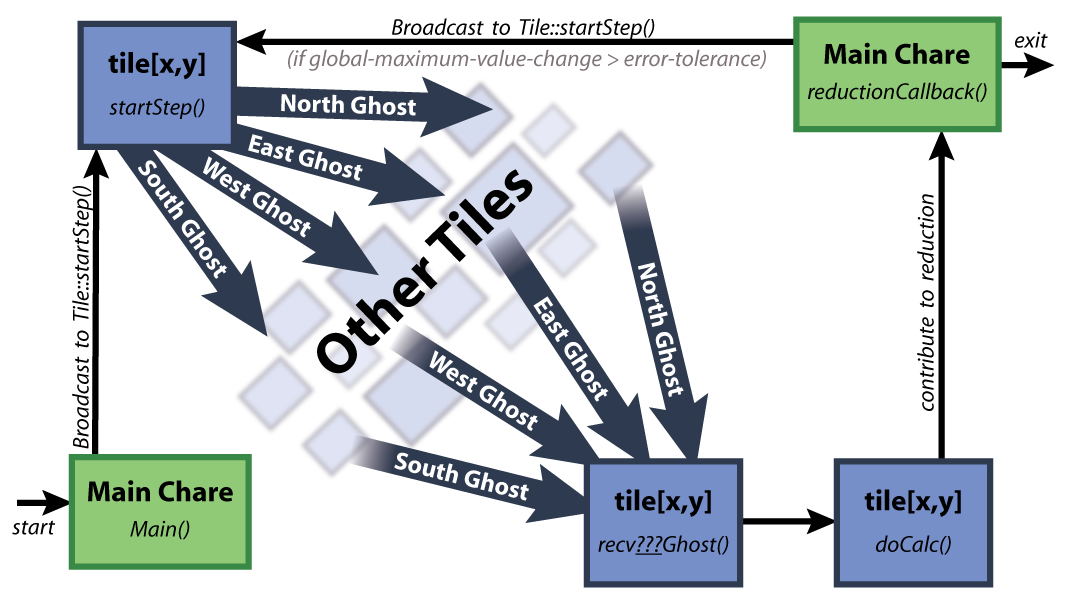 Broadcast to Tile::startStep()
(if global-maximum-value-change > error-tolerance)
tile[x,y]
startStep()
Main Chare
reductionCallback()
exit
North Ghost
East Ghost
West Ghost
South Ghost
Other Tiles
Broadcast to Tile::startStep()
North Ghost
East Ghost
West Ghost
South Ghost
contribute to reduction
start
Main Chare
Main()
tile[x,y]
recv???Ghost()
tile[x,y]
doCalc()